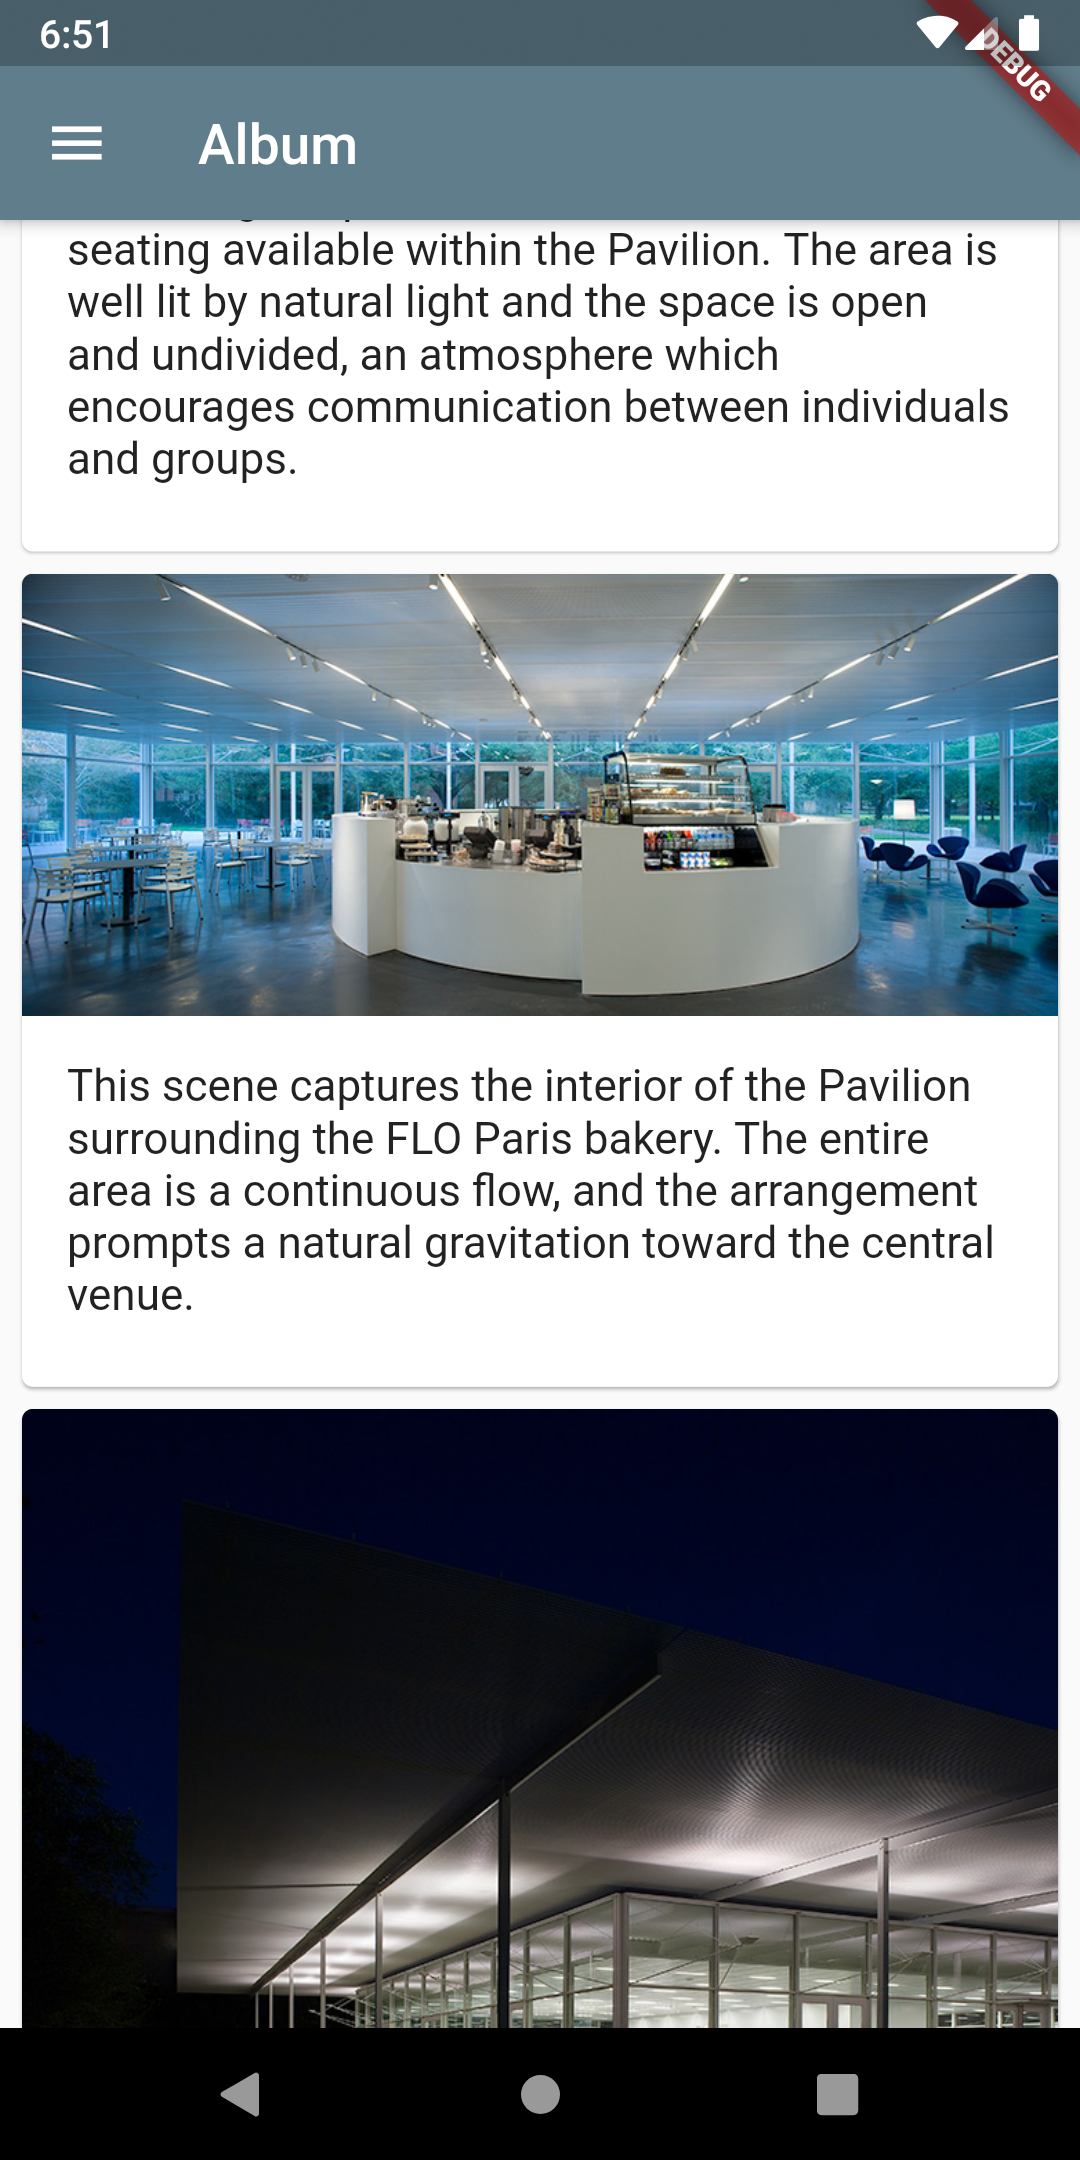 6:51
DEBUG
Album
seating available within the Pavilion. The area is
well lit by natural light and the space is open
and undivided, an atmosphere which
encourages communication between individuals
and groups.
This scene captures the interior of the Pavilion
surrounding the FLO Paris bakery. The entire
area is a continuous flow, and the arrangement
prompts a natural gravitation toward the central
venue.